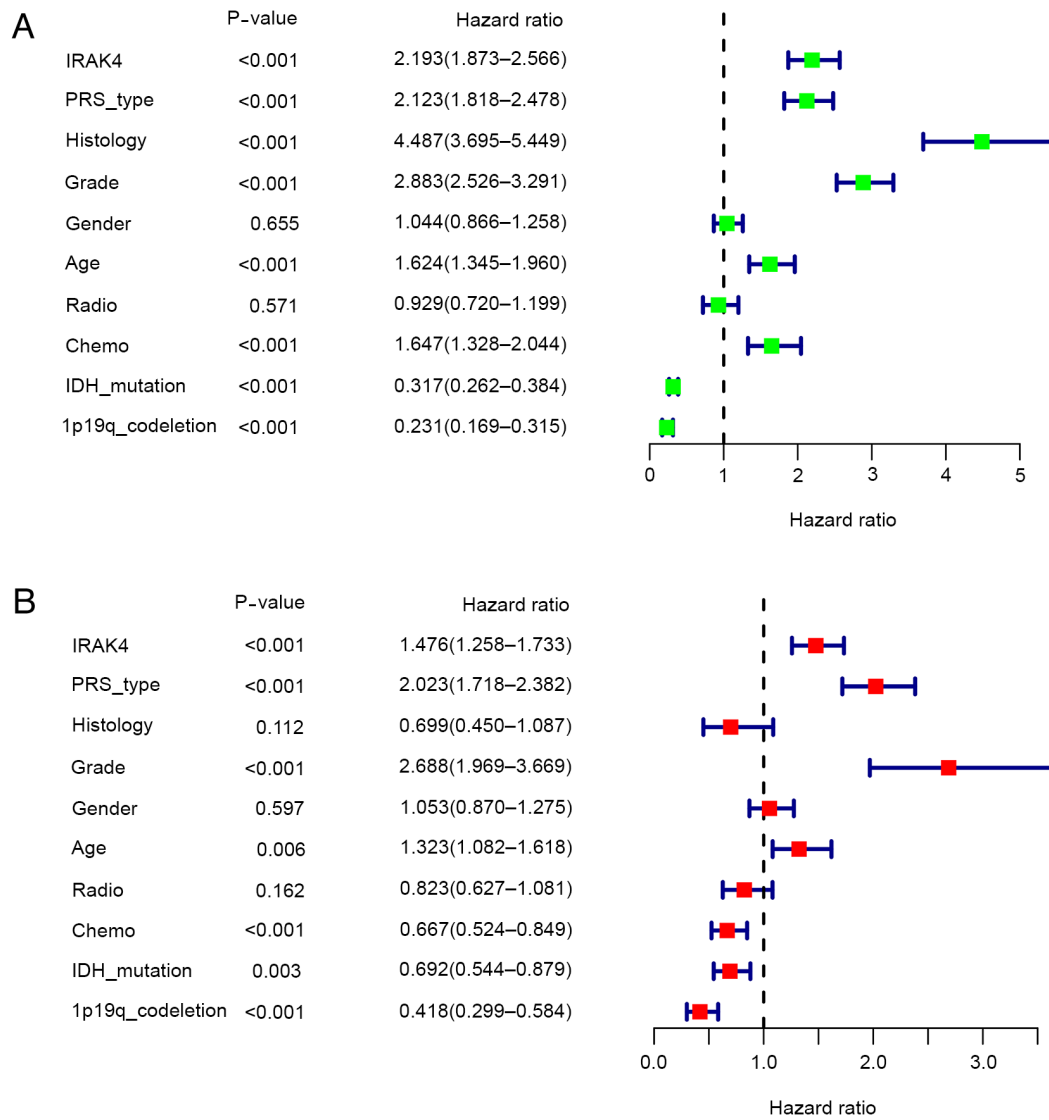 A
P-value Hazard ratio
IRAK4 <0.001 2.193(1.873–2.566)
PRS_type <0.001 2.123(1.818–2.478)
Histology <0.001 4.487(3.695–5.449)
Grade <0.001 2.883(2.526–3.291)
Gender 0.655 1.044(0.866–1.258)
Age <0.001 1.624(1.345–1.960)
Radio 0.571 0.929(0.720–1.199)
Chemo <0.001 1.647(1.328–2.044)
IDH_mutation <0.001 0.317(0.262–0.384)
1p19q_codeletion <0.001 0.231(0.169–0.315)
0 1 2 3 4 5
Hazard ratio
B
P-value Hazard ratio
IRAK4 <0.001 1.476(1.258–1.733)
PRS_type <0.001 2.023(1.718–2.382)
Histology 0.112 0.699(0.450–1.087)
Grade <0.001 2.688(1.969–3.669)
Gender 0.597 1.053(0.870–1.275)
Age 0.006 1.323(1.082–1.618)
Radio 0.162 0.823(0.627–1.081)
Chemo <0.001 0.667(0.524–0.849)
IDH_mutation 0.003 0.692(0.544–0.879)
1p19q_codeletion <0.001 0.418(0.299–0.584)
0.0 1.0 2.0 3.0
Hazard ratio